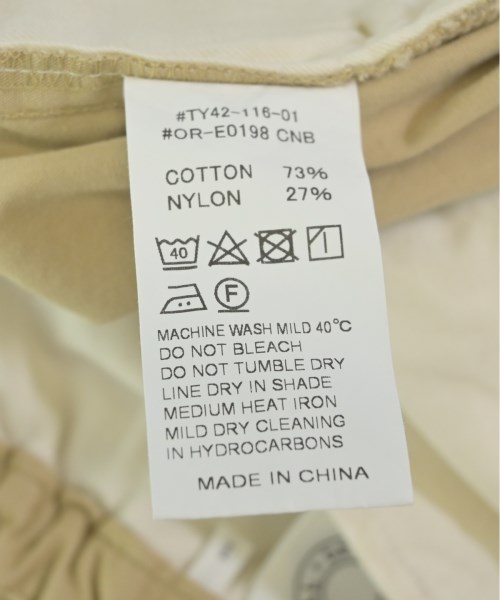 #TY42-116-01
#OR-E0198 CNB
COTTON 73%
NYLON 27%
40
F
MACHINE WASH MILD 40°C
DO NOT BLEACH
DO NOT TUMBLE DRY
LINE DRY IN SHADE
MEDIUM HEAT IRON
MILD DRY CLEANING
IN HYDROCARBONS
MADE IN CHINA